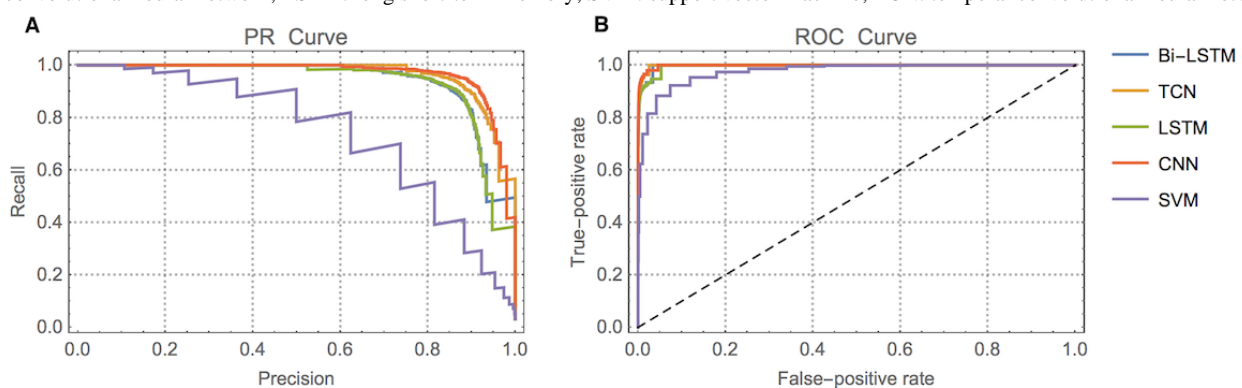 A
B
PR Curve
ROC Curve
1.0
0.8
0.6
0.4
0.2
0.0
Recall
0.0
0.2
0.4
0.6
0.8
1.0
Precision
1.0
0.8
0.6
0.4
0.2
0.0
True-positive rate
0.0
0.2
0.4
0.6
0.8
1.0
False-positive rate
Bi-LSTM
TCN
LSTM
CNN
SVM